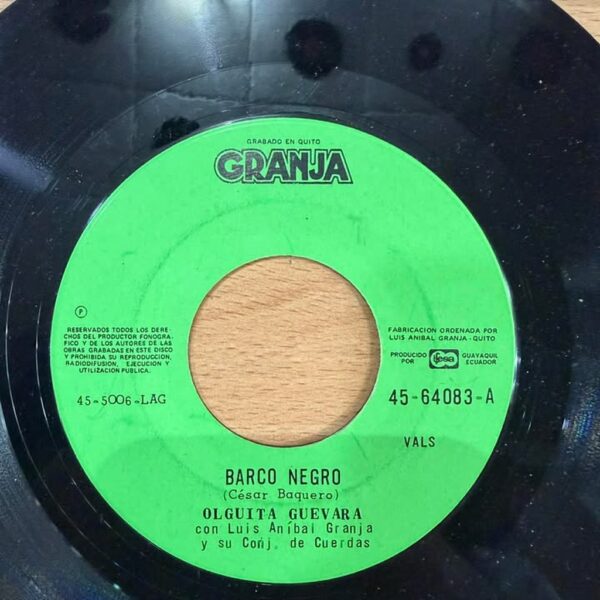 GRABADO EN QUITO
GRANJA
℗
RESERVADOS TODOS LOS DERE-
CHOS DEL PRODUCTOR FONOGRA-
FICO Y DE LOS AUTORES DE LAS
OBRAS GRABADAS EN ESTE DISCO
Y PROHIBIDA SU REPRODUCCION,
RADIODIFUSION, EJECUCION Y
UTILIZACION PUBLICA.
45-5006-LAG
FABRICACION ORDENADA POR
LUIS ANIBAL GRANJA - QUITO
PRODUCIDO POR fesa GUAYAQUIL ECUADOR
45-64083-A
VALS
BARCO NEGRO
(César Baquero)
OLGUITA GUEVARA
con Luis Aníbal Granja
y su Conj. de Cuerdas